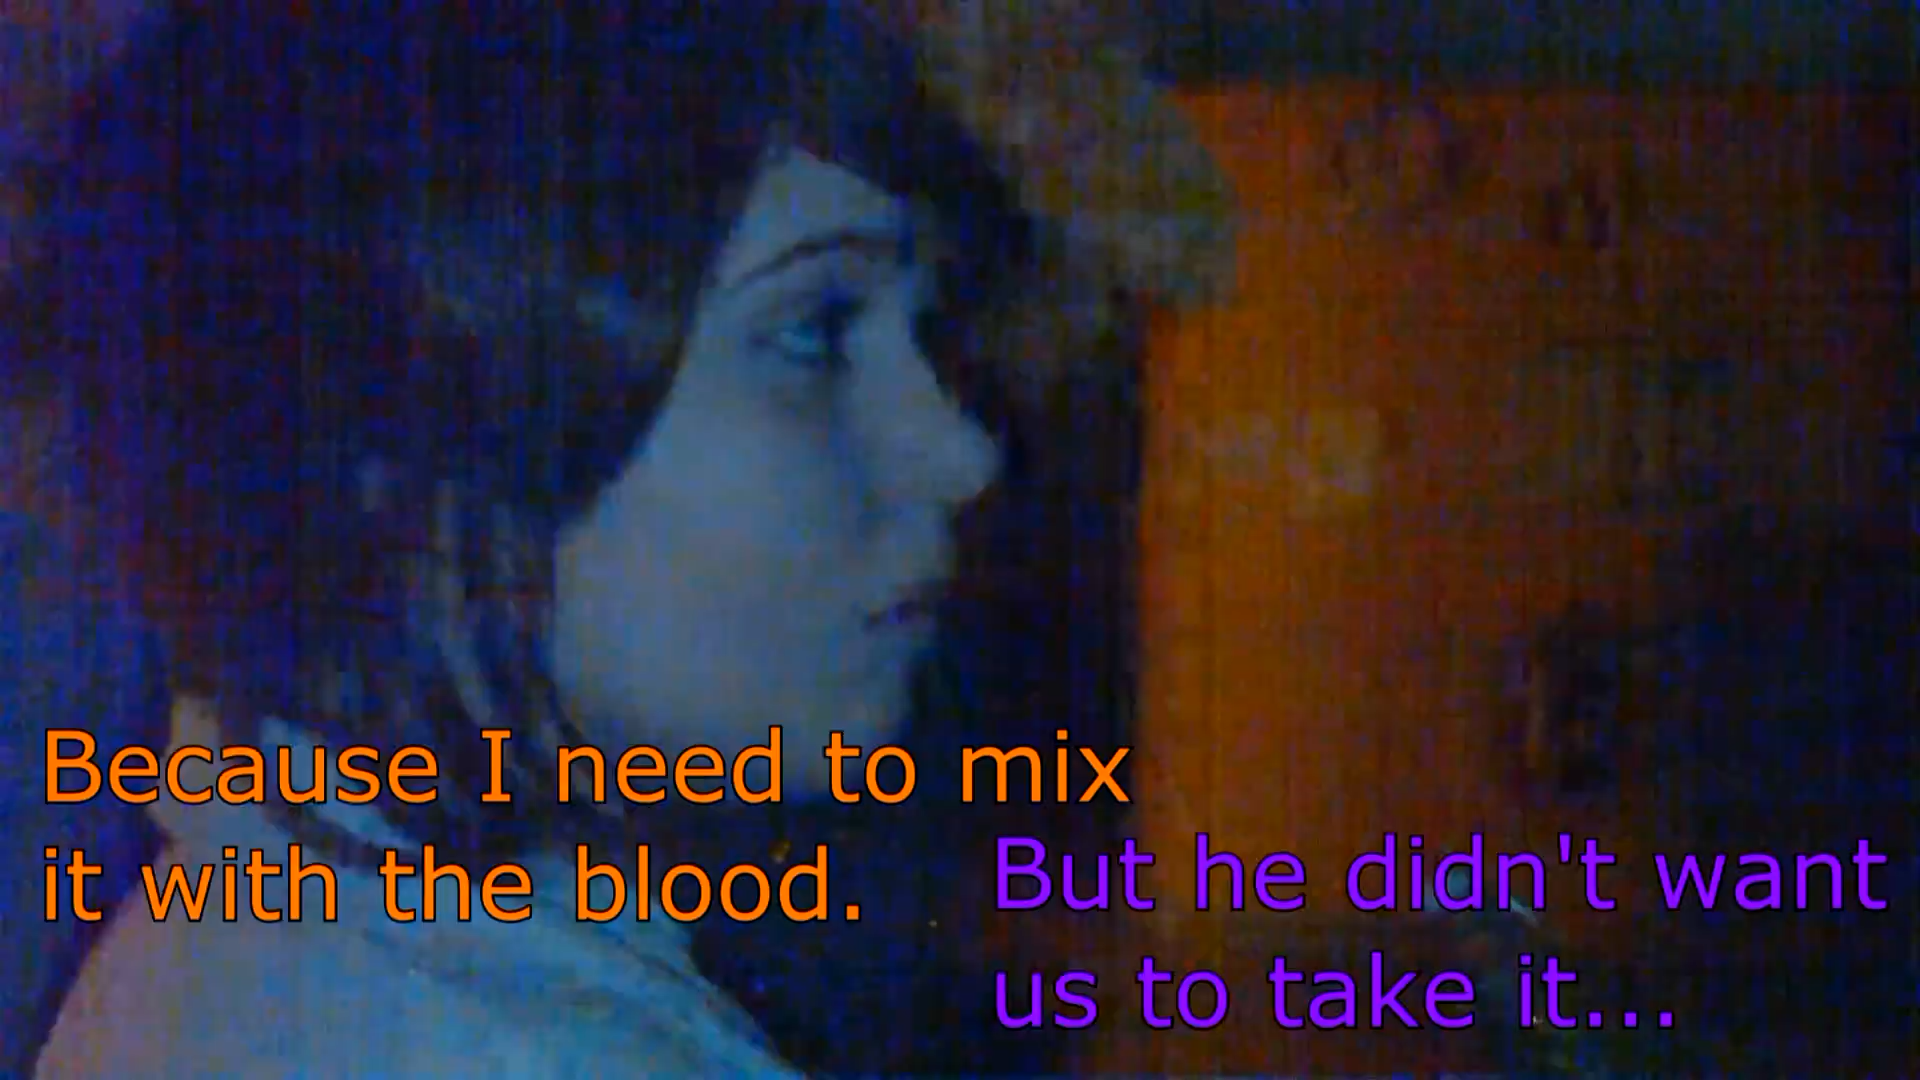 Because I need to mix
it with the blood.
But he didn't want
us to take it...